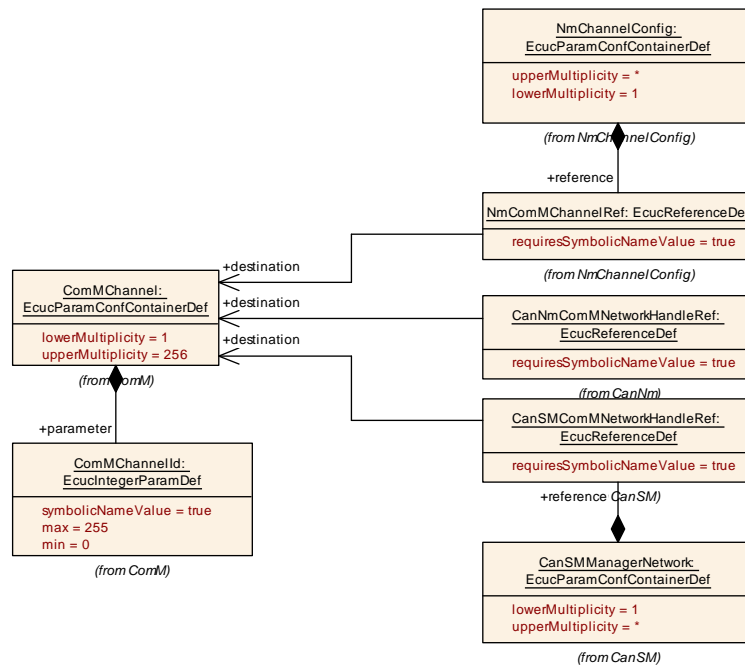 NmChannelConfig:
EcucParamConfContainerDef
upperMultiplicity = *
lowerMultiplicity = 1
(from NmChannelConfig)
+reference
NmComMChannelRef: EcucReferenceDe
requiresSymbolicNameValue = true
(from NmChannelConfig)
+destination
ComMChannel:
EcucParamConfContainerDef
lowerMultiplicity = 1
upperMultiplicity = 256
(from ComM)
+destination
CanNmComMNetworkHandleRef:
EcucReferenceDef
requiresSymbolicNameValue = true
(from CanNm)
+destination
CanSMComMNetworkHandleRef:
EcucReferenceDef
requiresSymbolicNameValue = true
+reference CanSM)
+parameter
ComMChannelId:
EcucIntegerParamDef
symbolicNameValue = true
max = 255
min = 0
(from ComM)
CanSMManagerNetwork:
EcucParamConfContainerDef
lowerMultiplicity = 1
upperMultiplicity = *
(from CanSM)